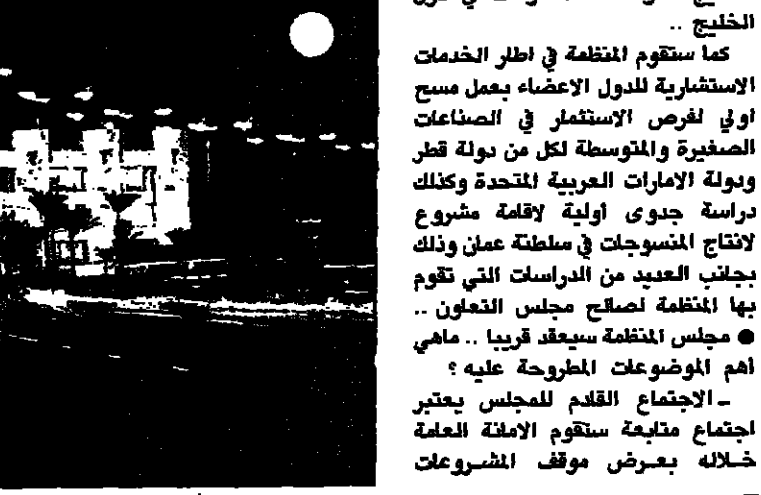 الخليج ..
كما ستقوم المنظمة في اطار الخدمات
الاستشارية للدول الاعضاء بعمل مسح
أولي لفرص الاستثمار في الصناعات
الصغيرة والمتوسطة لكل من دولة قطر
ودولة الامارات العربية المتحدة وكذلك
دراسة جدوى أولية لاقامة مشروع
لانتاج المنسوجات في سلطنة عمان وذلك
بجانب العديد من الدراسات التي تقوم
بها المنظمة لصالح مجلس التعاون ..
● مجلس المنظمة سيعقد قريبا .. ماهي
أهم الموضوعات المطروحة عليه ؟
ـ الاجتماع القادم للمجلس يعتبر
اجتماع متابعة ستقوم الامانة العامة
خلاله بعرض موقف المشروعات